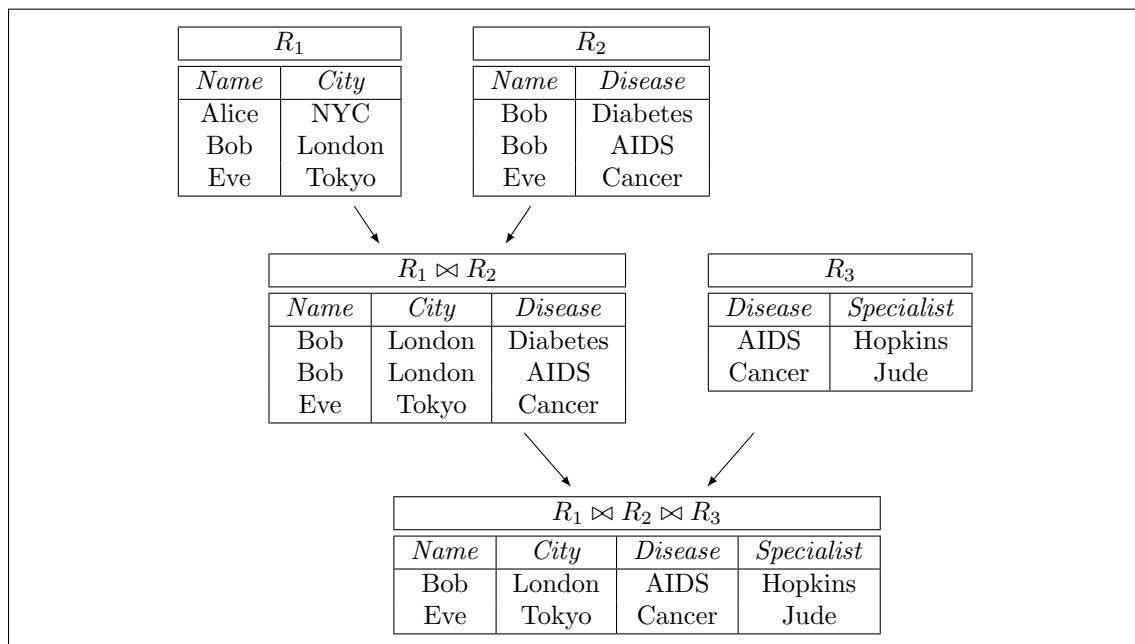 R1
Name City
Alice NYC
Bob London
Eve Tokyo
R2
Name Disease
Bob Diabetes
Bob AIDS
Eve Cancer
R1 ⋈ R2
Name City Disease
Bob London Diabetes
Bob London AIDS
Eve Tokyo Cancer
R3
Disease Specialist
AIDS Hopkins
Cancer Jude
R1 ⋈ R2 ⋈ R3
Name City Disease Specialist
Bob London AIDS Hopkins
Eve Tokyo Cancer Jude